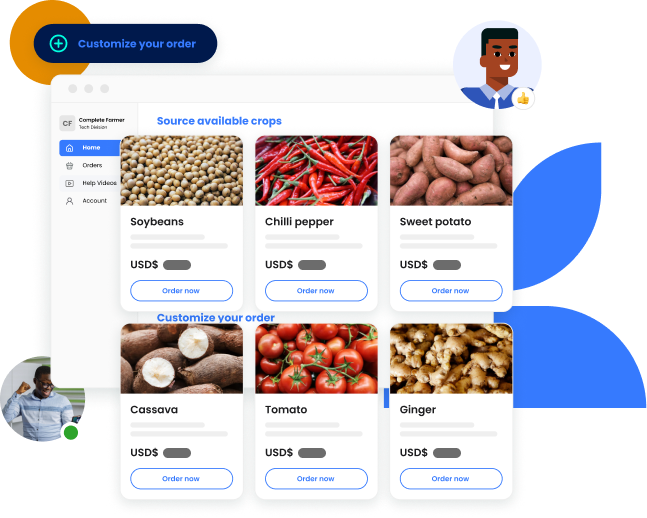 Customize your order
CF
Complete Farmer
Tech Division
Home
Orders
Help Videos
Account
Source available crops
Soybeans
USD$
Order now
Chilli pepper
USD$
Order now
Sweet potato
USD$
Order now
Customize your order
Cassava
USD$
Order now
Tomato
USD$
Order now
Ginger
USD$
Order now